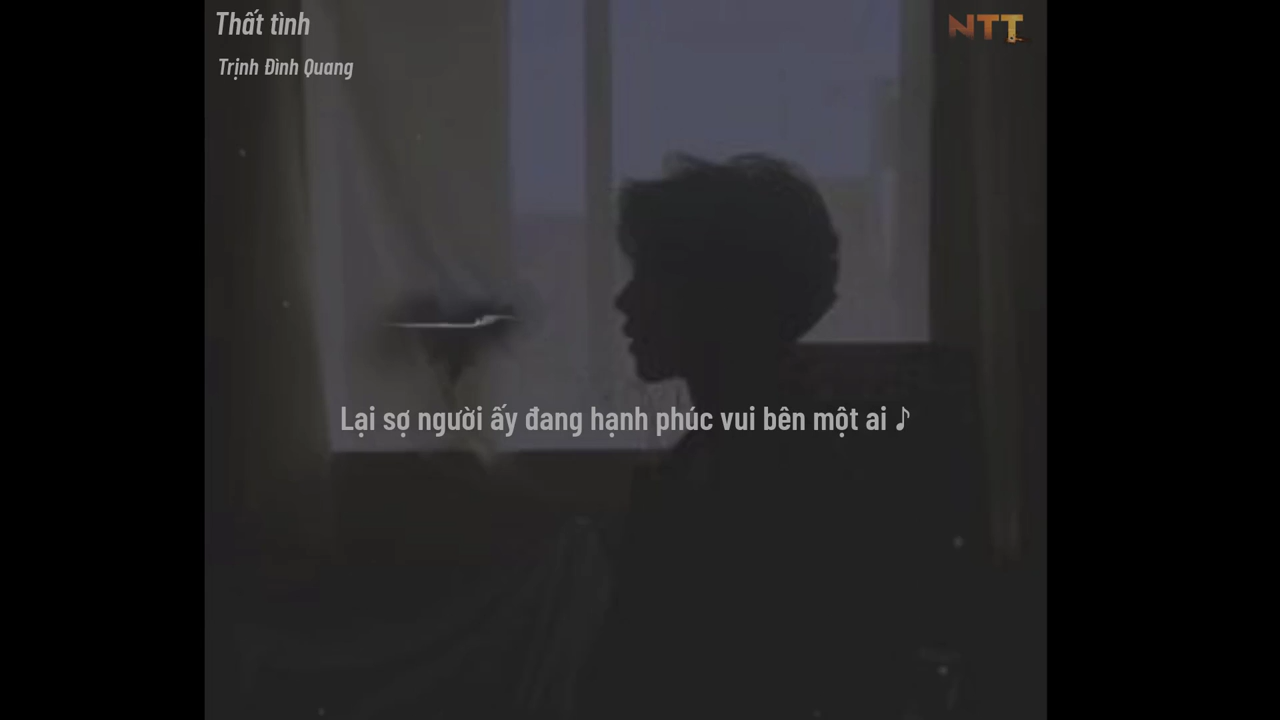 Thất tình
NTT
Trịnh Đình Quang
Lại sợ người ấy đang hạnh phúc vui bên một ai ♪